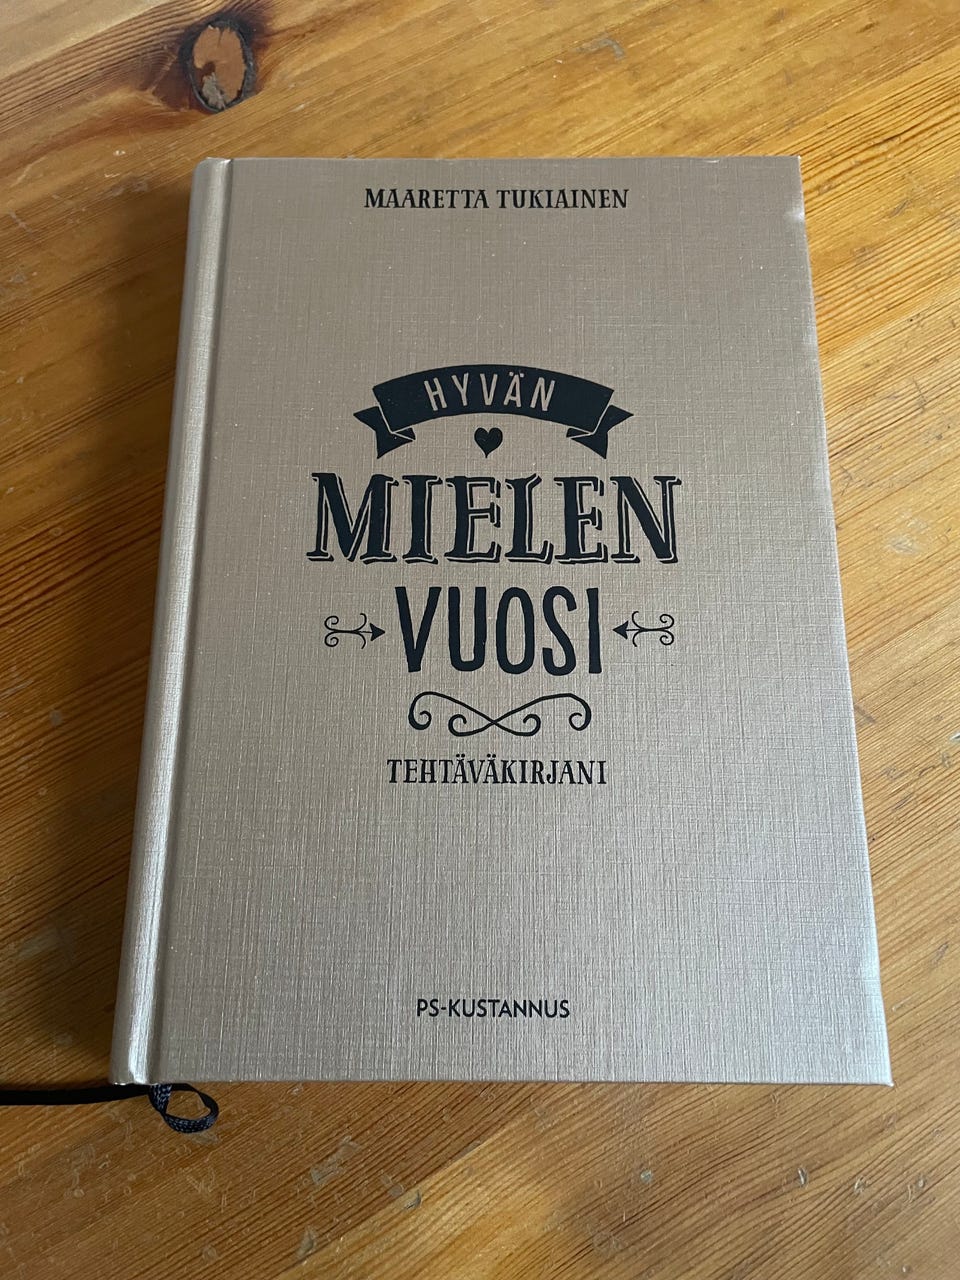 MAARETTA TUKIAINEN
HYVÄN
MIELEN
VUOSI
TEHTÄVÄKIRJANI
PS-KUSTANNUS